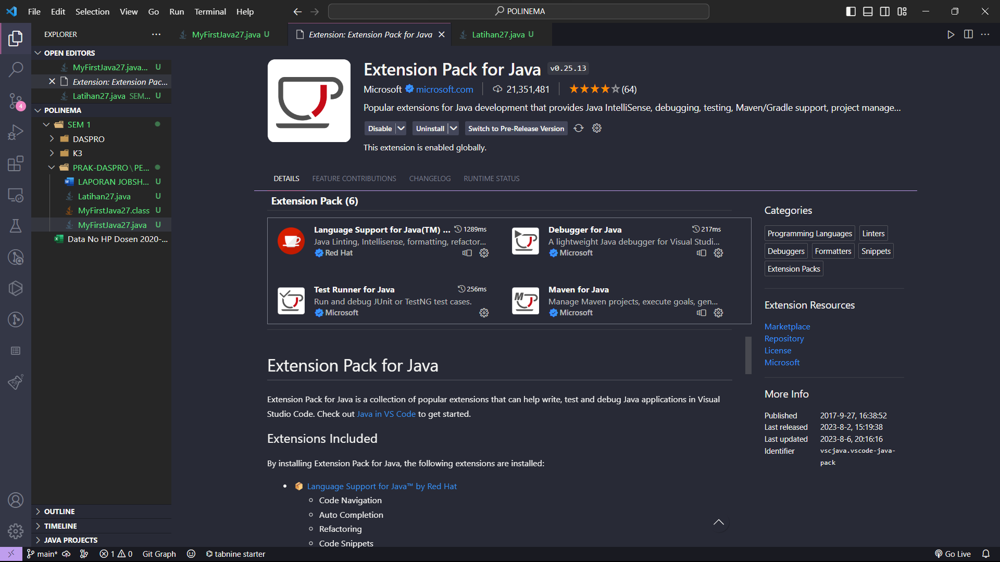 File Edit Selection View Go Run Terminal Help
POLINEMA
EXPLORER
MyFirstJava27.java U
Extension: Extension Pack for Java
Latihan27.java U
OPEN EDITORS
MyFirstJava27.java... U
Extension: Extension Pac...
Latihan27.java SEM... U
POLINEMA
SEM 1
DASPRO
K3
PRAK-DASPRO\PE...
LAPORAN JOBSH... U
Latihan27.java U
MyFirstJava27.class U
MyFirstJava27.java U
Data No HP Dosen 2020-...
OUTLINE
TIMELINE
JAVA PROJECTS
4
Extension Pack for Java v0.25.13
Microsoft microsoft.com 21,351,481 (64)
Popular extensions for Java development that provides Java IntelliSense, debugging, testing, Maven/Gradle support, project manage...
Disable Uninstall Switch to Pre-Release Version
This extension is enabled globally.
DETAILS FEATURE CONTRIBUTIONS CHANGELOG RUNTIME STATUS
Extension Pack (6)
Language Support for Java(TM) ... 1289ms
Java Linting, Intellisense, formatting, refactor...
Red Hat
Debugger for Java 217ms
A lightweight Java debugger for Visual Studi...
Microsoft
Test Runner for Java 256ms
Run and debug JUnit or TestNG test cases.
Microsoft
Maven for Java
Manage Maven projects, execute goals, gen...
Microsoft
Extension Pack for Java
Extension Pack for Java is a collection of popular extensions that can help write, test and debug Java applications in Visual
Studio Code. Check out Java in VS Code to get started.
Extensions Included
By installing Extension Pack for Java, the following extensions are installed:
Language Support for Java™ by Red Hat
Code Navigation
Auto Completion
Refactoring
Code Snippets
Categories
Programming Languages Linters
Debuggers Formatters Snippets
Extension Packs
Extension Resources
Marketplace
Repository
License
Microsoft
More Info
Published 2017-9-27, 16:38:52
Last released 2023-8-2, 15:19:38
Last updated 2023-8-6, 20:16:16
Identifier vscjava.vscode-java-
pack
main* 1 0 Git Graph tabnine starter Go Live